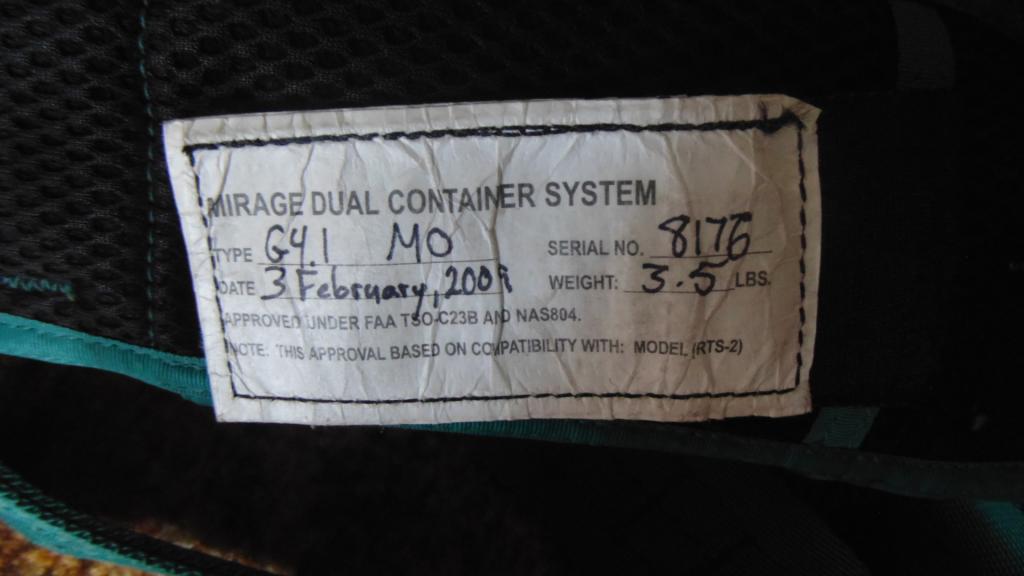 MIRAGE DUAL CONTAINER SYSTEM
TYPE G4.1 MO SERIAL NO. 8176
DATE 3 February, 2009 WEIGHT: 3.5 LBS.
APPROVED UNDER FAA TSO-C23B AND NAS804.
NOTE: THIS APPROVAL BASED ON COMPATIBILITY WITH: MODEL (RTS-2)